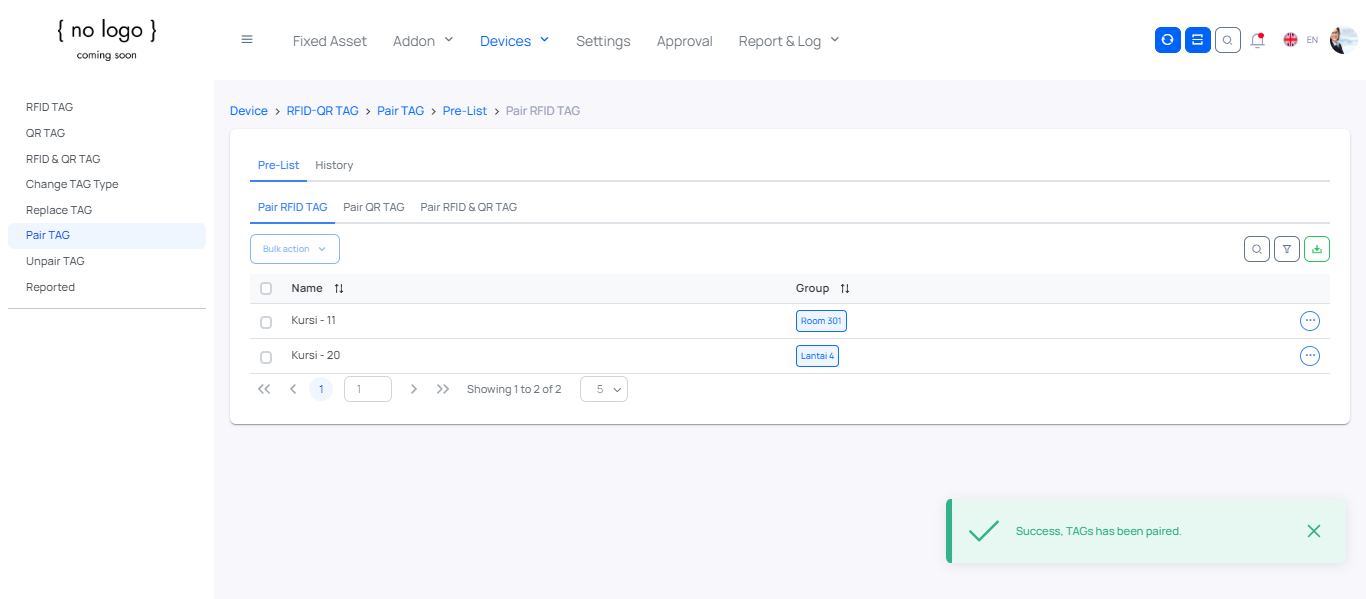 { no logo }
coming soon
Fixed Asset
Addon
Devices
Settings
Approval
Report & Log
EN
RFID TAG
QR TAG
RFID & QR TAG
Change TAG Type
Replace TAG
Pair TAG
Unpair TAG
Reported
Device > RFID-QR TAG > Pair TAG > Pre-List > Pair RFID TAG
Pre-List History
Pair RFID TAG Pair QR TAG Pair RFID & QR TAG
Bulk action
Name Group
Kursi - 11 Room 301
Kursi - 20 Lantai 4
1 1 Showing 1 to 2 of 2 5
Success, TAGs has been paired.